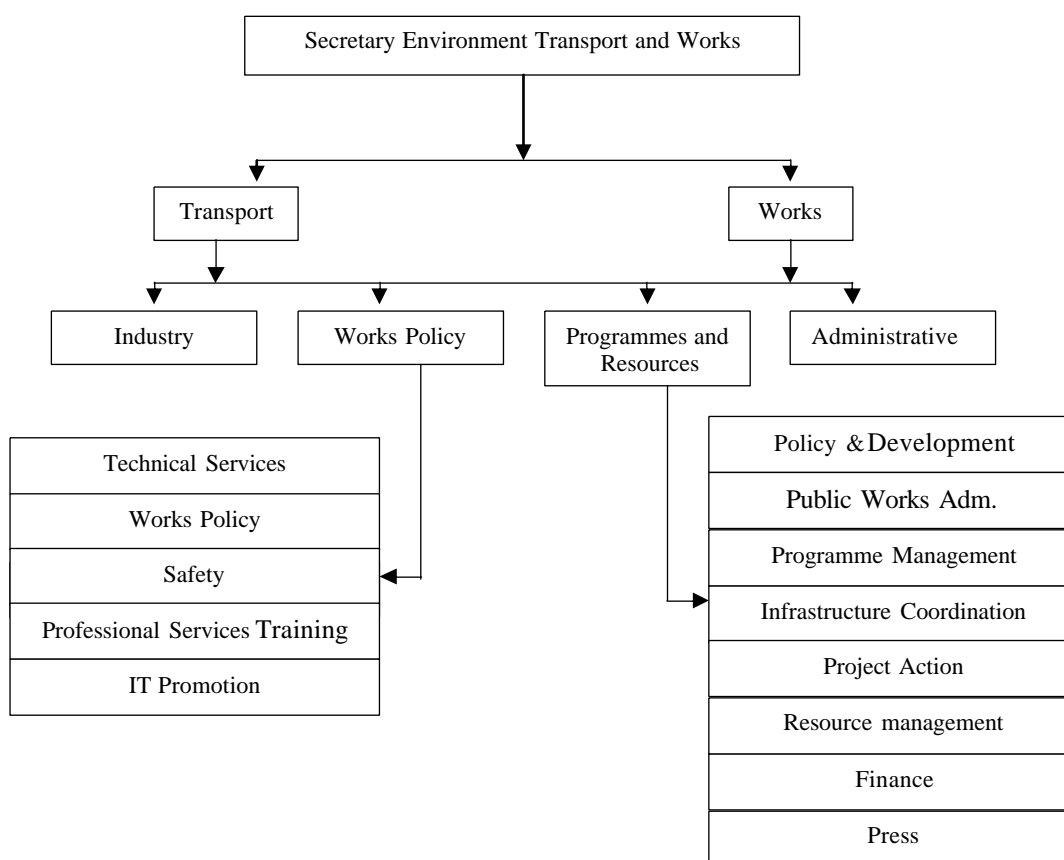 Secretary Environment Transport and Works
Transport
Works
Industry
Works Policy
Programmes and
Resources
Administrative
Technical Services
Works Policy
Safety
Professional Services Training
IT Promotion
Policy & Development
Public Works Adm.
Programme Management
Infrastructure Coordination
Project Action
Resource management
Finance
Press